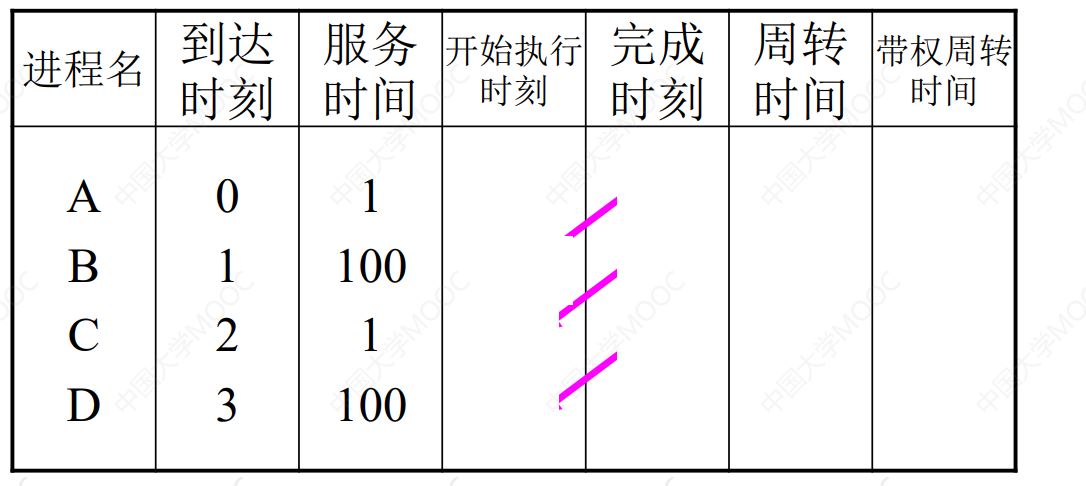 进程名 到达时刻 服务时间 开始执行时刻 完成时刻 周转时间 带权周转时间
A 0 1
B 1 100
C 2 1
D 3 100
中国大学MOOC